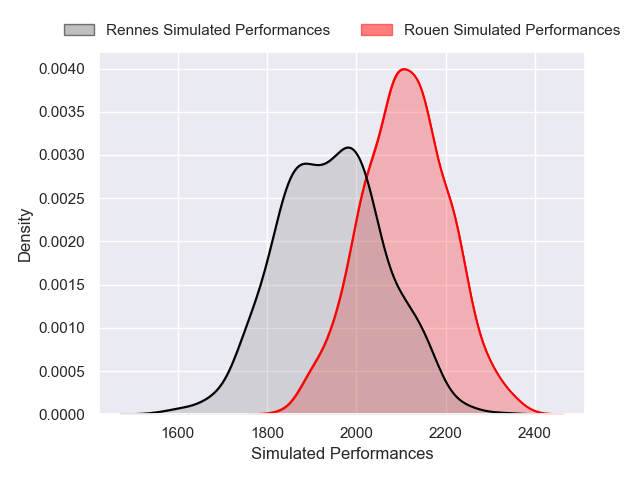 Rennes Simulated Performances
Rouen Simulated Performances
0.0040
0.0035
0.0030
0.0025
0.0020
0.0015
0.0010
0.0005
0.0000
Density
1600 1800 2000 2200 2400
Simulated Performances